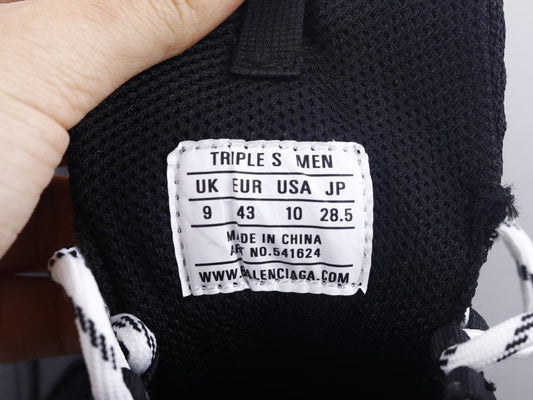 TRIPLE S MEN
UK EUR USA JP
9 43 10 28.5
MADE IN CHINA
ART NO.541624
WWW.BALENCIAGA.COM